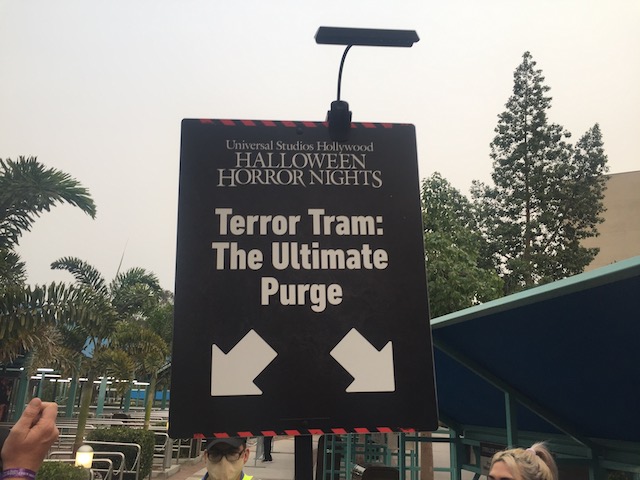 Universal Studios Hollywood
HALLOWEEN
HORROR NIGHTS
Terror Tram:
The Ultimate
Purge